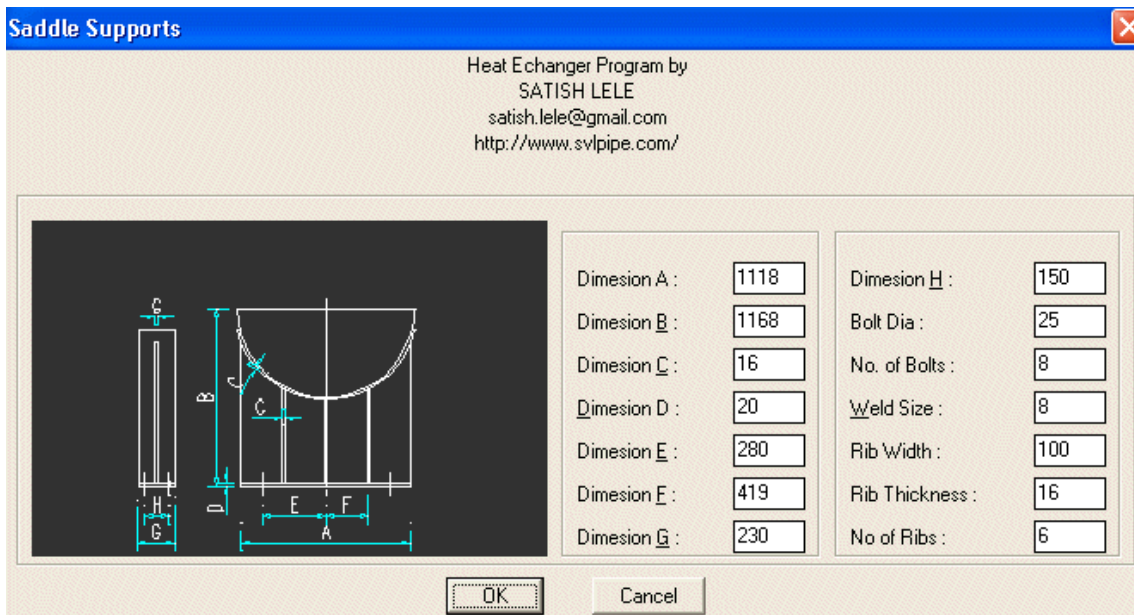 Saddle Supports
Heat Echanger Program by
SATISH LELE
satish.lele@gmail.com
http://www.svlpipe.com/
C
B
C
C
D
H
G
E
F
A
Dimesion A : 1118
Dimesion B : 1168
Dimesion C : 16
Dimesion D : 20
Dimesion E : 280
Dimesion F : 419
Dimesion G : 230
Dimesion H : 150
Bolt Dia : 25
No. of Bolts : 8
Weld Size : 8
Rib Width : 100
Rib Thickness : 16
No of Ribs : 6
OK
Cancel